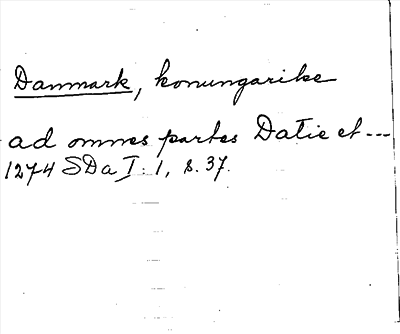 Danmark, konungarike
ad omnes partes Datie et ---
1274 SDa I: 1, s. 37.